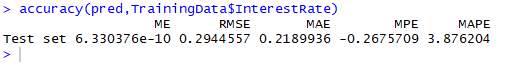 > accuracy(pred,TrainingData$InterestRate)
ME RMSE MAE MPE MAPE
Test set 6.330376e-10 0.2944557 0.2189936 -0.2675709 3.876204
>